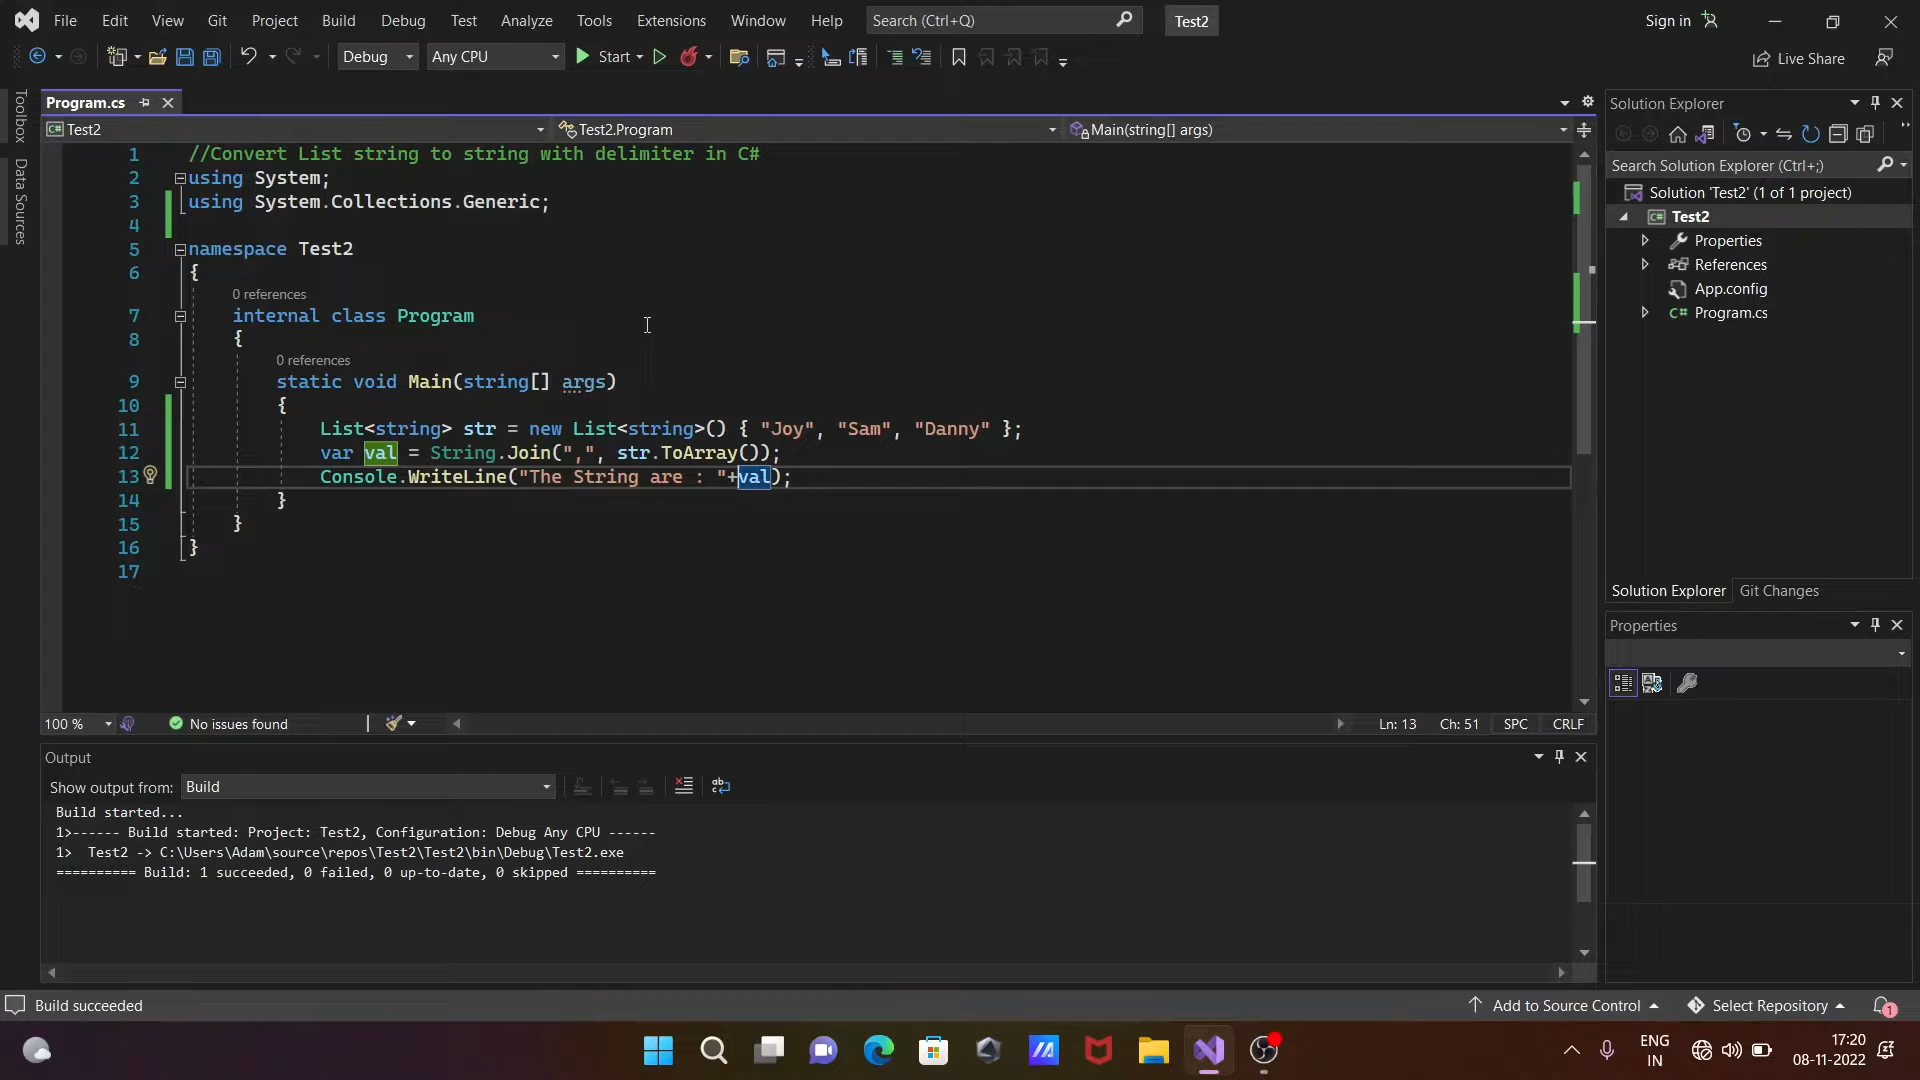 File Edit View Git Project Build Debug Test Analyze Tools Extensions Window Help Search (Ctrl+Q) Test2 Sign in
Debug Any CPU Start Live Share
Toolbox
Data Sources
Program.cs
Test2 Test2.Program Main(string[] args)
1 //Convert List string to string with delimiter in C#
2 using System;
3 using System.Collections.Generic;
4
5 namespace Test2
6 {
0 references
7 internal class Program
8 {
0 references
9 static void Main(string[] args)
10 {
11 List<string> str = new List<string>() { "Joy", "Sam", "Danny" };
12 var val = String.Join(",", str.ToArray());
13 Console.WriteLine("The String are : "+val);
14 }
15 }
16 }
17
100 % No issues found Ln: 13 Ch: 51 SPC CRLF
Output
Show output from: Build
Build started...
1>------ Build started: Project: Test2, Configuration: Debug Any CPU ------
1> Test2 -> C:\Users\Adam\source\repos\Test2\Test2\bin\Debug\Test2.exe
========== Build: 1 succeeded, 0 failed, 0 up-to-date, 0 skipped ==========
Solution Explorer
Search Solution Explorer (Ctrl+;)
Solution 'Test2' (1 of 1 project)
C# Test2
Properties
References
App.config
C# Program.cs
Solution Explorer Git Changes
Properties
Build succeeded Add to Source Control Select Repository 1
ENG
IN
17:20
08-11-2022